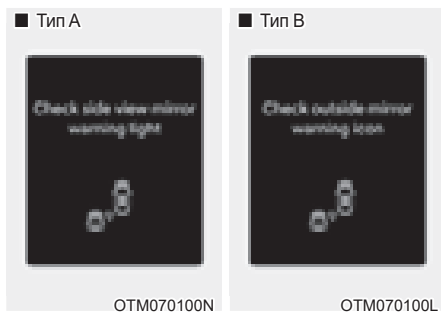 ■ Тип A
Check side view mirror
warning light
OTM070100N
■ Тип B
Check outside mirror
warning icon
OTM070100L